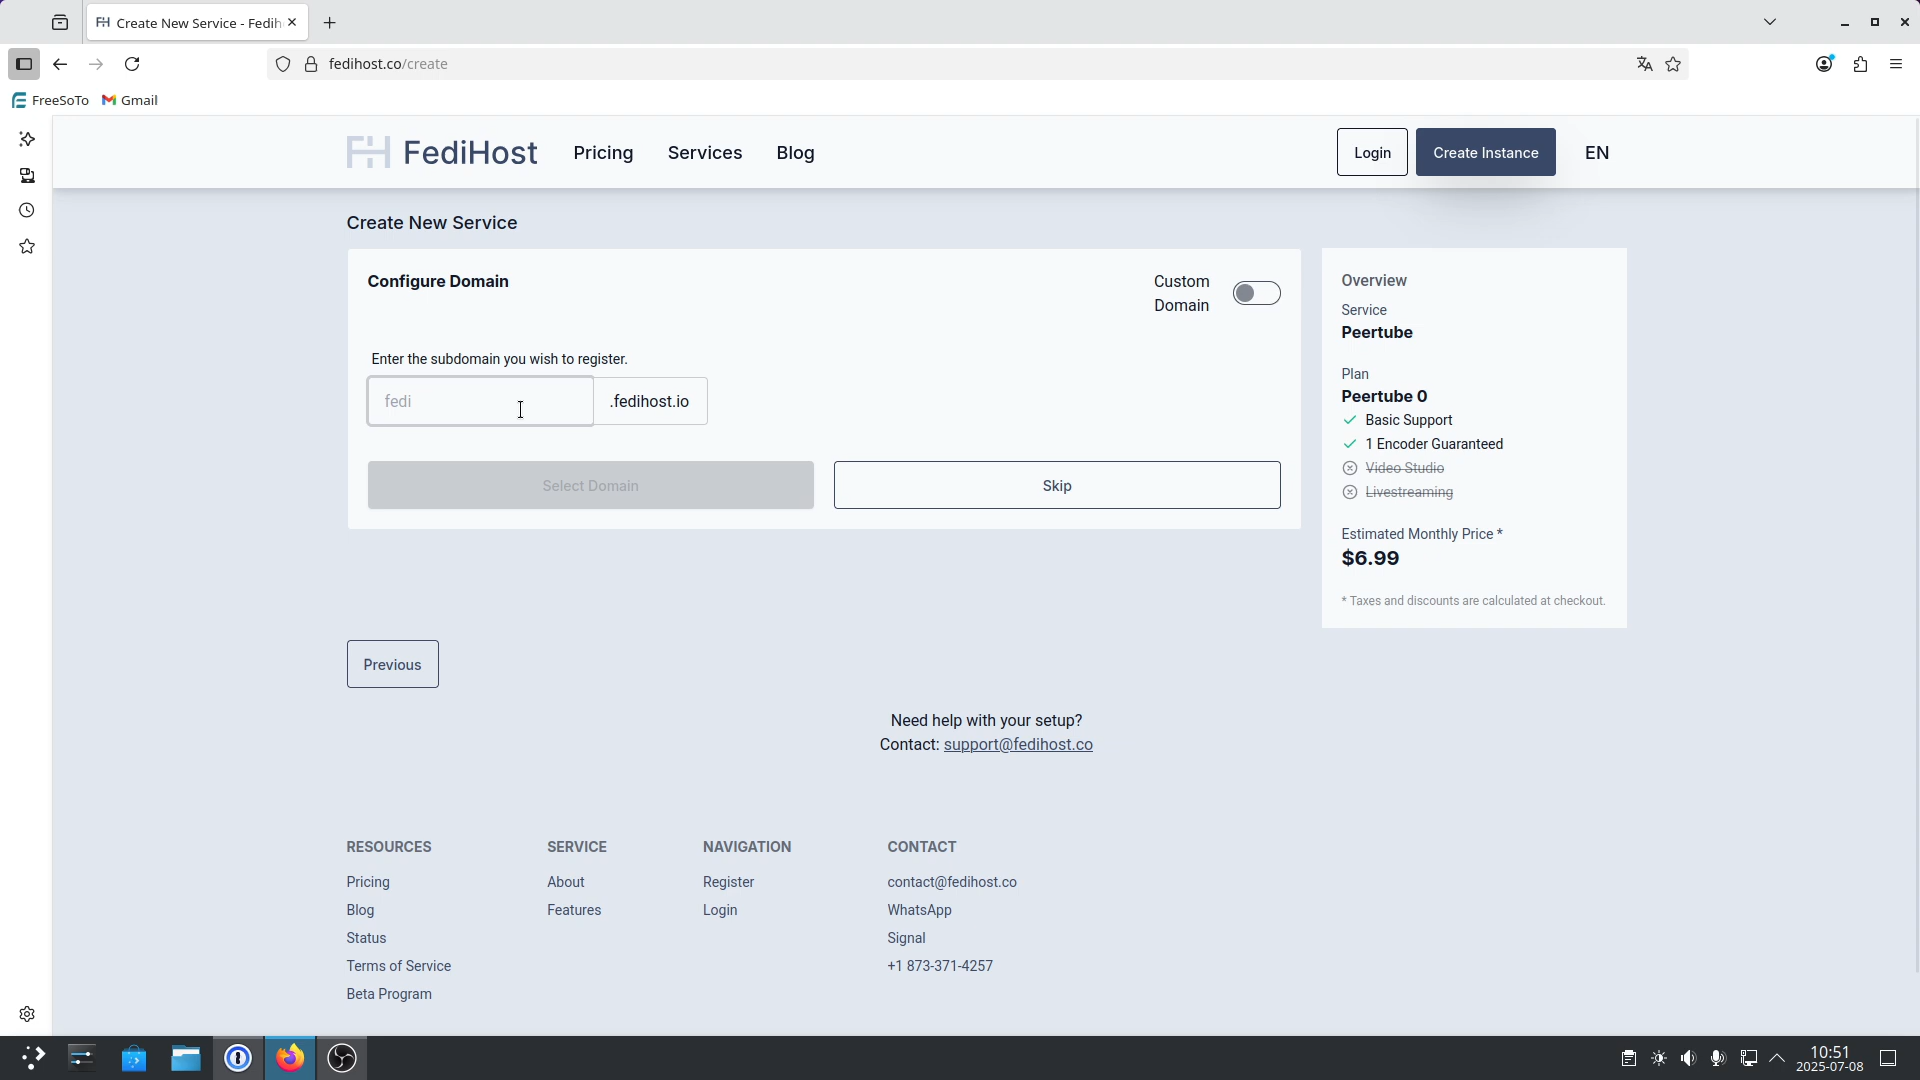 Create New Service - Fedih
fedihost.co/create
FreeSoTo
Gmail
FH FediHost
Pricing
Services
Blog
Login
Create Instance
EN
Create New Service
Configure Domain
Custom
Domain
Enter the subdomain you wish to register.
fedi
.fedihost.io
Select Domain
Skip
Overview
Service
Peertube
Plan
Peertube 0
Basic Support
1 Encoder Guaranteed
Video Studio
Livestreaming
Estimated Monthly Price *
$6.99
* Taxes and discounts are calculated at checkout.
Previous
Need help with your setup?
Contact: support@fedihost.co
RESOURCES
Pricing
Blog
Status
Terms of Service
Beta Program
SERVICE
About
Features
NAVIGATION
Register
Login
CONTACT
contact@fedihost.co
WhatsApp
Signal
+1 873-371-4257
10:51
2025-07-08